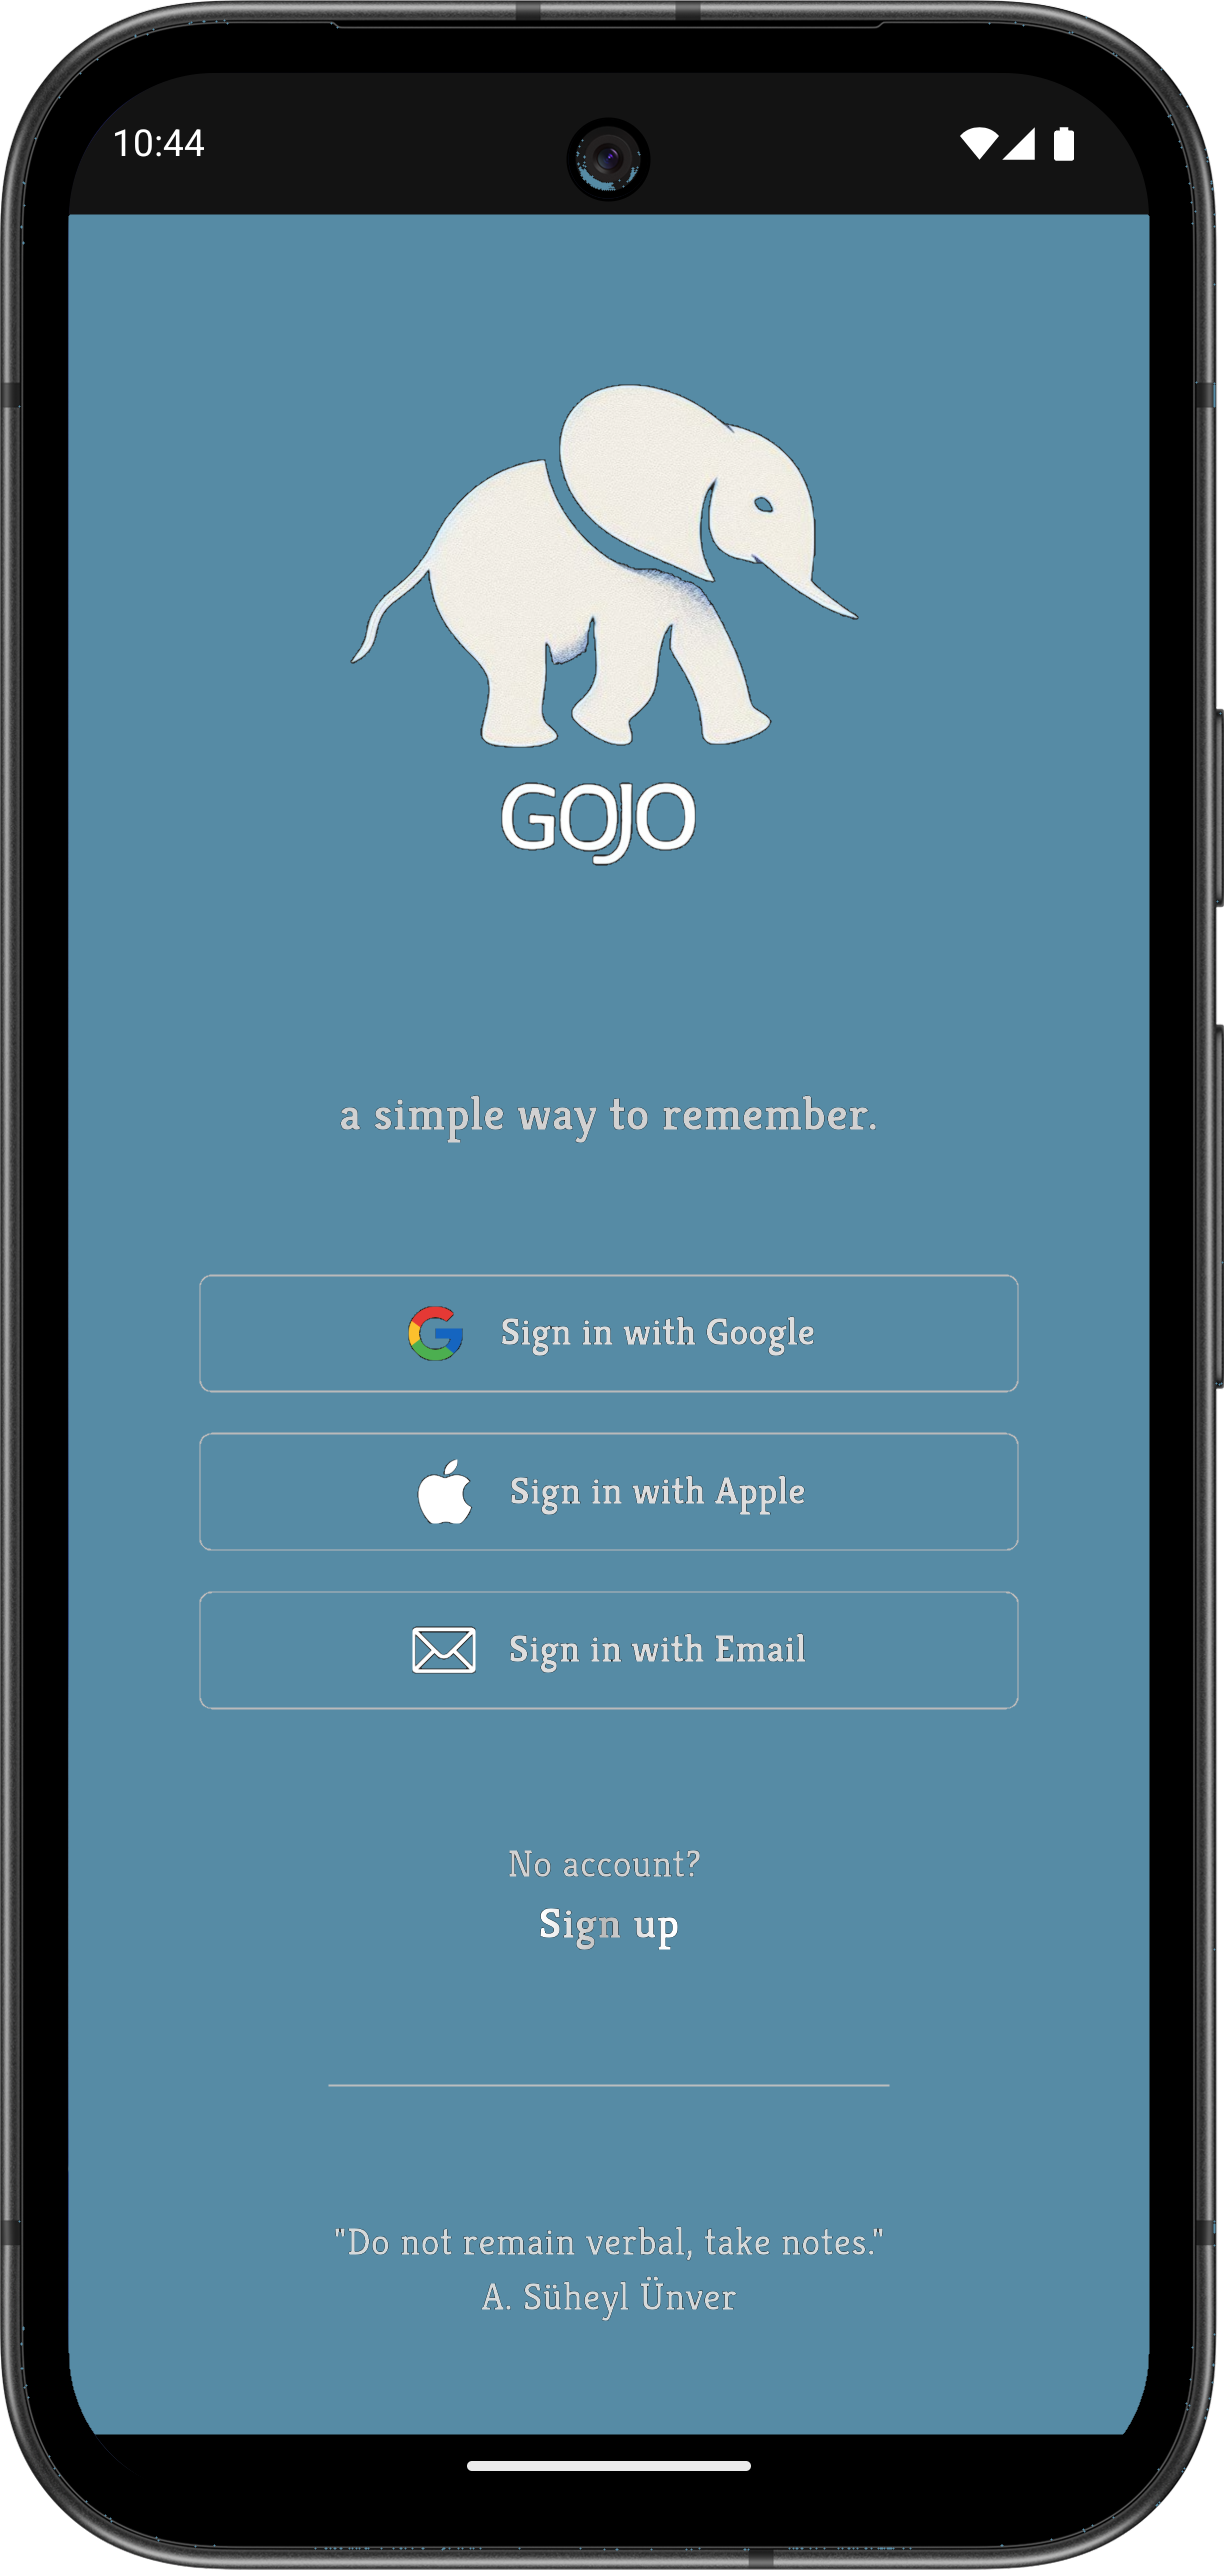 10:44
GOJO
a simple way to remember.
Sign in with Google
Sign in with Apple
Sign in with Email
No account?
Sign up
"Do not remain verbal, take notes."
A. Süheyl Ünver